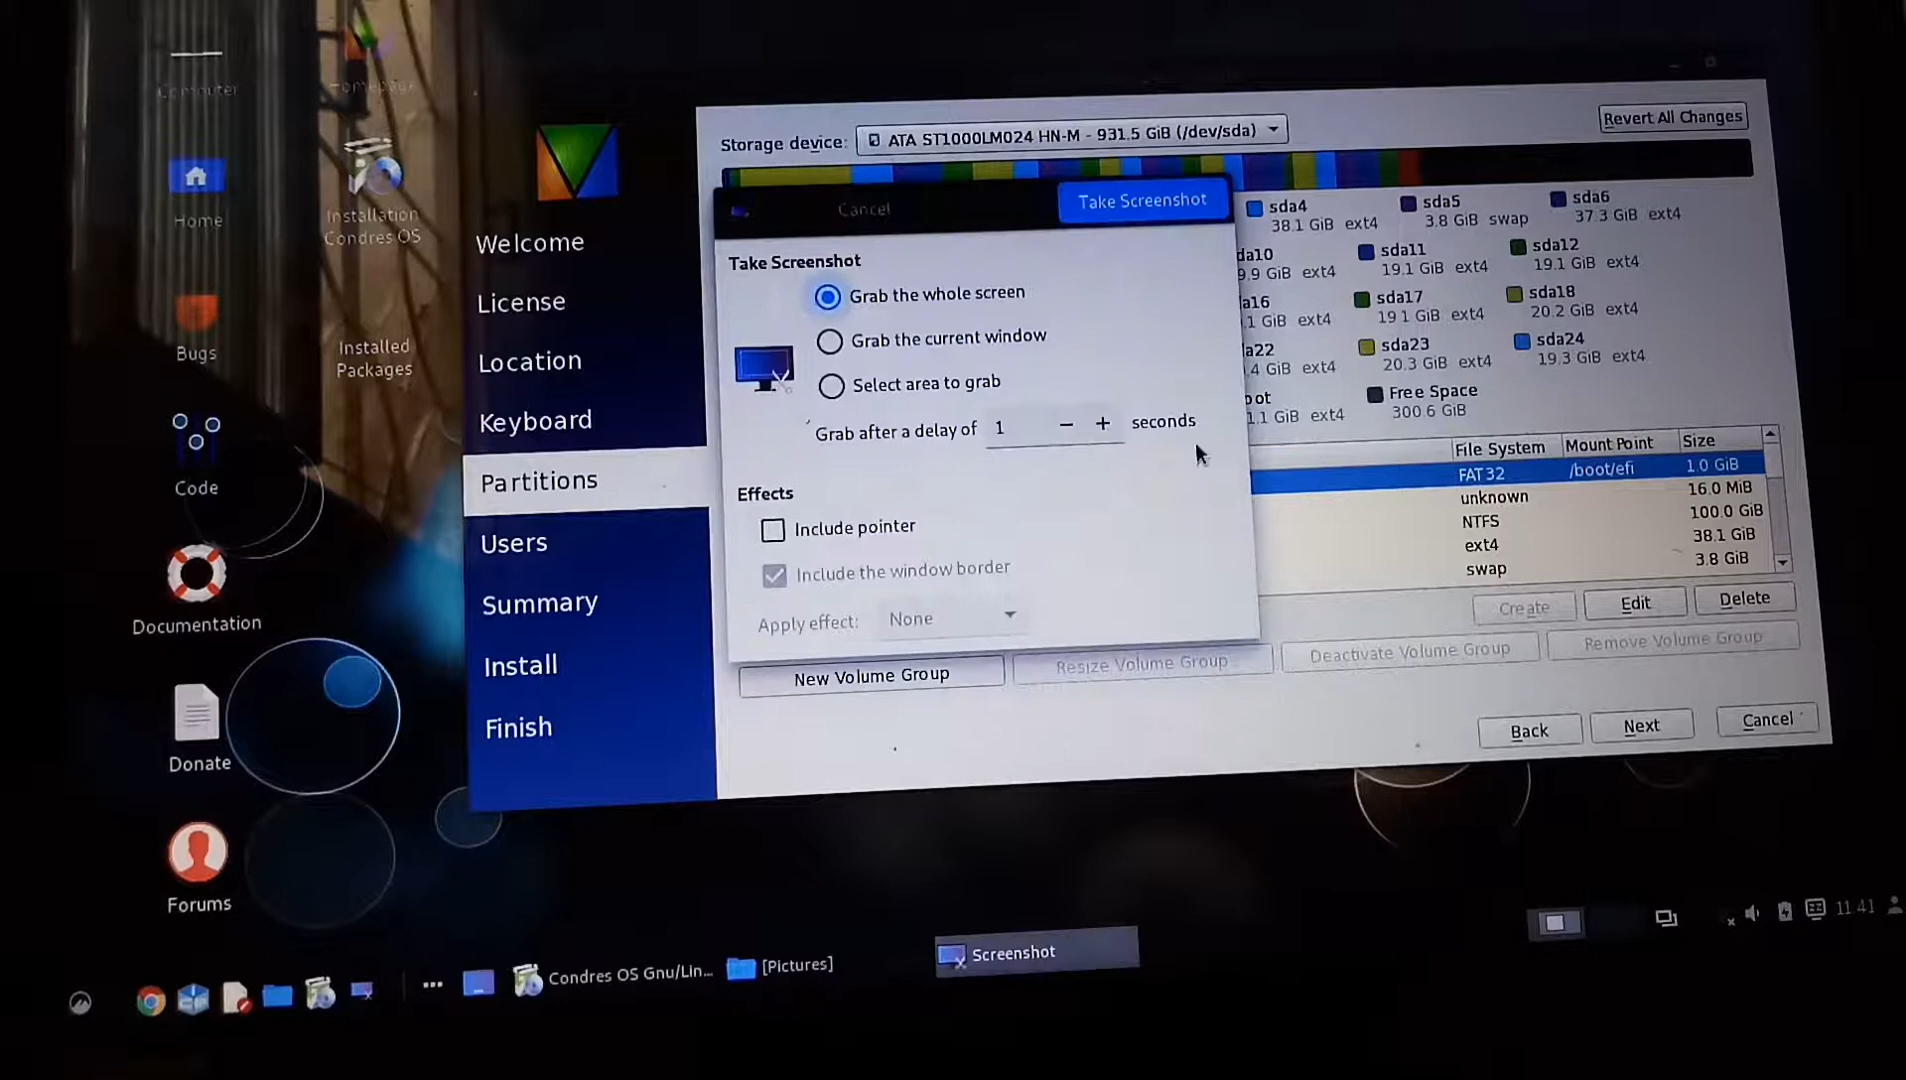 Computer
Homepage
Home
Installation
Condres OS
Bugs
Installed
Packages
Code
Documentation
Donate
Forums
Welcome
License
Location
Keyboard
Partitions
Users
Summary
Install
Finish
Storage device:
ATA ST1000LM024 HN-M - 931.5 GiB (/dev/sda)
Revert All Changes
Cancel
Take Screenshot
Take Screenshot
Grab the whole screen
Grab the current window
Select area to grab
Grab after a delay of 1 - + seconds
Effects
Include pointer
Include the window border
Apply effect: None
sda4 sda5 sda6
38.1 GiB ext4 3.8 GiB swap 37.3 GiB ext4
da10 sda11 sda12
9.9 GiB ext4 19.1 GiB ext4 19.1 GiB ext4
a16 sda17 sda18
.1 GiB ext4 19.1 GiB ext4 20.2 GiB ext4
a22 sda23 sda24
.4 GiB ext4 20.3 GiB ext4 19.3 GiB ext4
oot Free Space
1.1 GiB ext4 300.6 GiB
File System Mount Point Size
FAT32 /boot/efi 1.0 GiB
unknown 16.0 MiB
NTFS 100.0 GiB
ext4 38.1 GiB
swap 3.8 GiB
Create Edit Delete
New Volume Group Resize Volume Group Deactivate Volume Group Remove Volume Group
Back Next Cancel
Condres OS Gnu/Lin...
[Pictures]
Screenshot
11:41